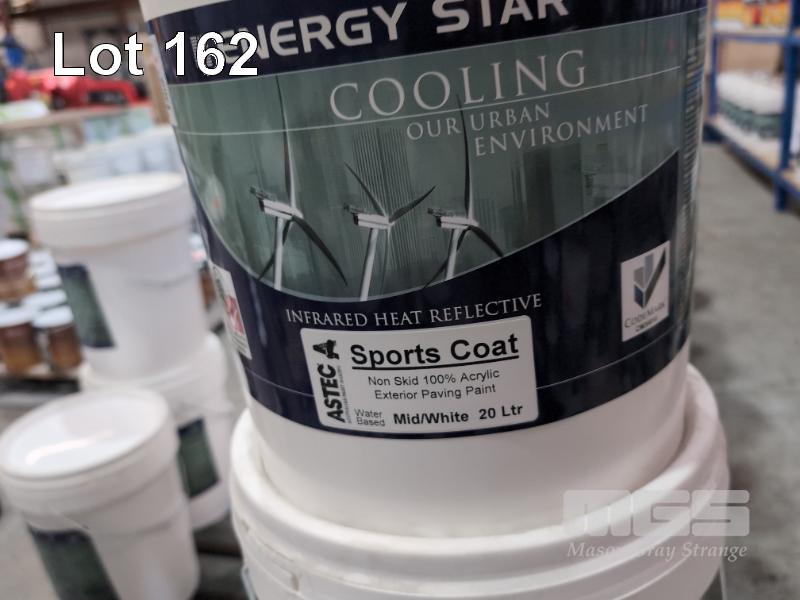 Lot 162
ENERGY STAR
COOLING
OUR URBAN
ENVIRONMENT
INFRARED HEAT REFLECTIVE
CODEMARK
ASTEC
Sports Coat
Non Skid 100% Acrylic
Exterior Paving Paint
Water
Based
Mid/White 20 Ltr
MGS
Mason Gray Strange